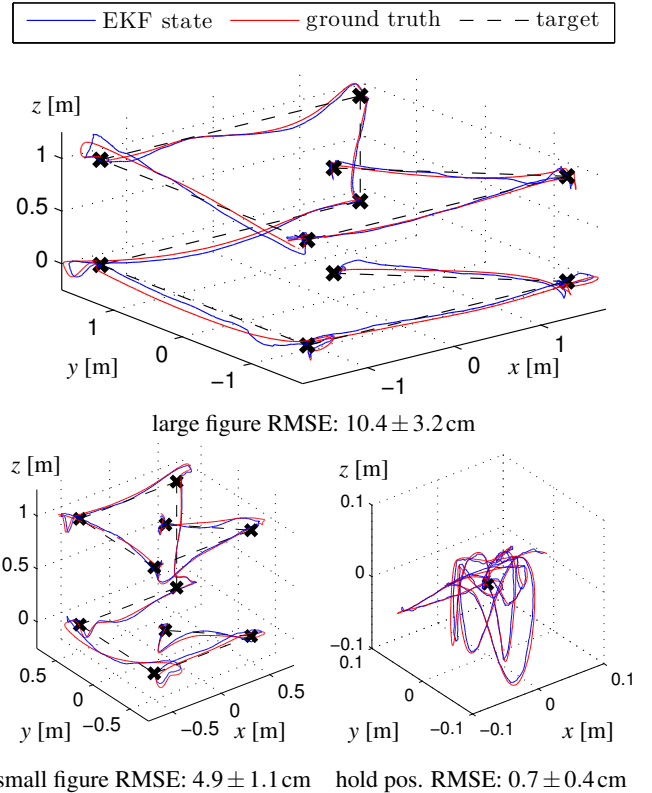 EKF state ground truth target
z [m]
1
0.5
0
1
0
−1
y [m]
−1
0
1
x [m]
large figure RMSE: 10.4 ± 3.2 cm
z [m]
1
0.5
0
0.5
0
−0.5
y [m]
−0.5
0
0.5
x [m]
z [m]
0.1
0
−0.1
0.1
0
−0.1
y [m]
−0.1
0
0.1
x [m]
small figure RMSE: 4.9 ± 1.1 cm hold pos. RMSE: 0.7 ± 0.4 cm